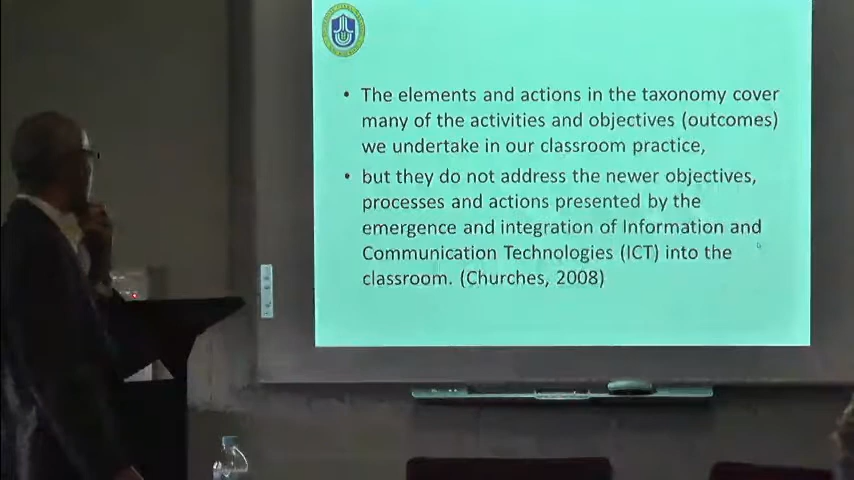 • The elements and actions in the taxonomy cover
many of the activities and objectives (outcomes)
we undertake in our classroom practice,
• but they do not address the newer objectives,
processes and actions presented by the
emergence and integration of Information and
Communication Technologies (ICT) into the
classroom. (Churches, 2008)